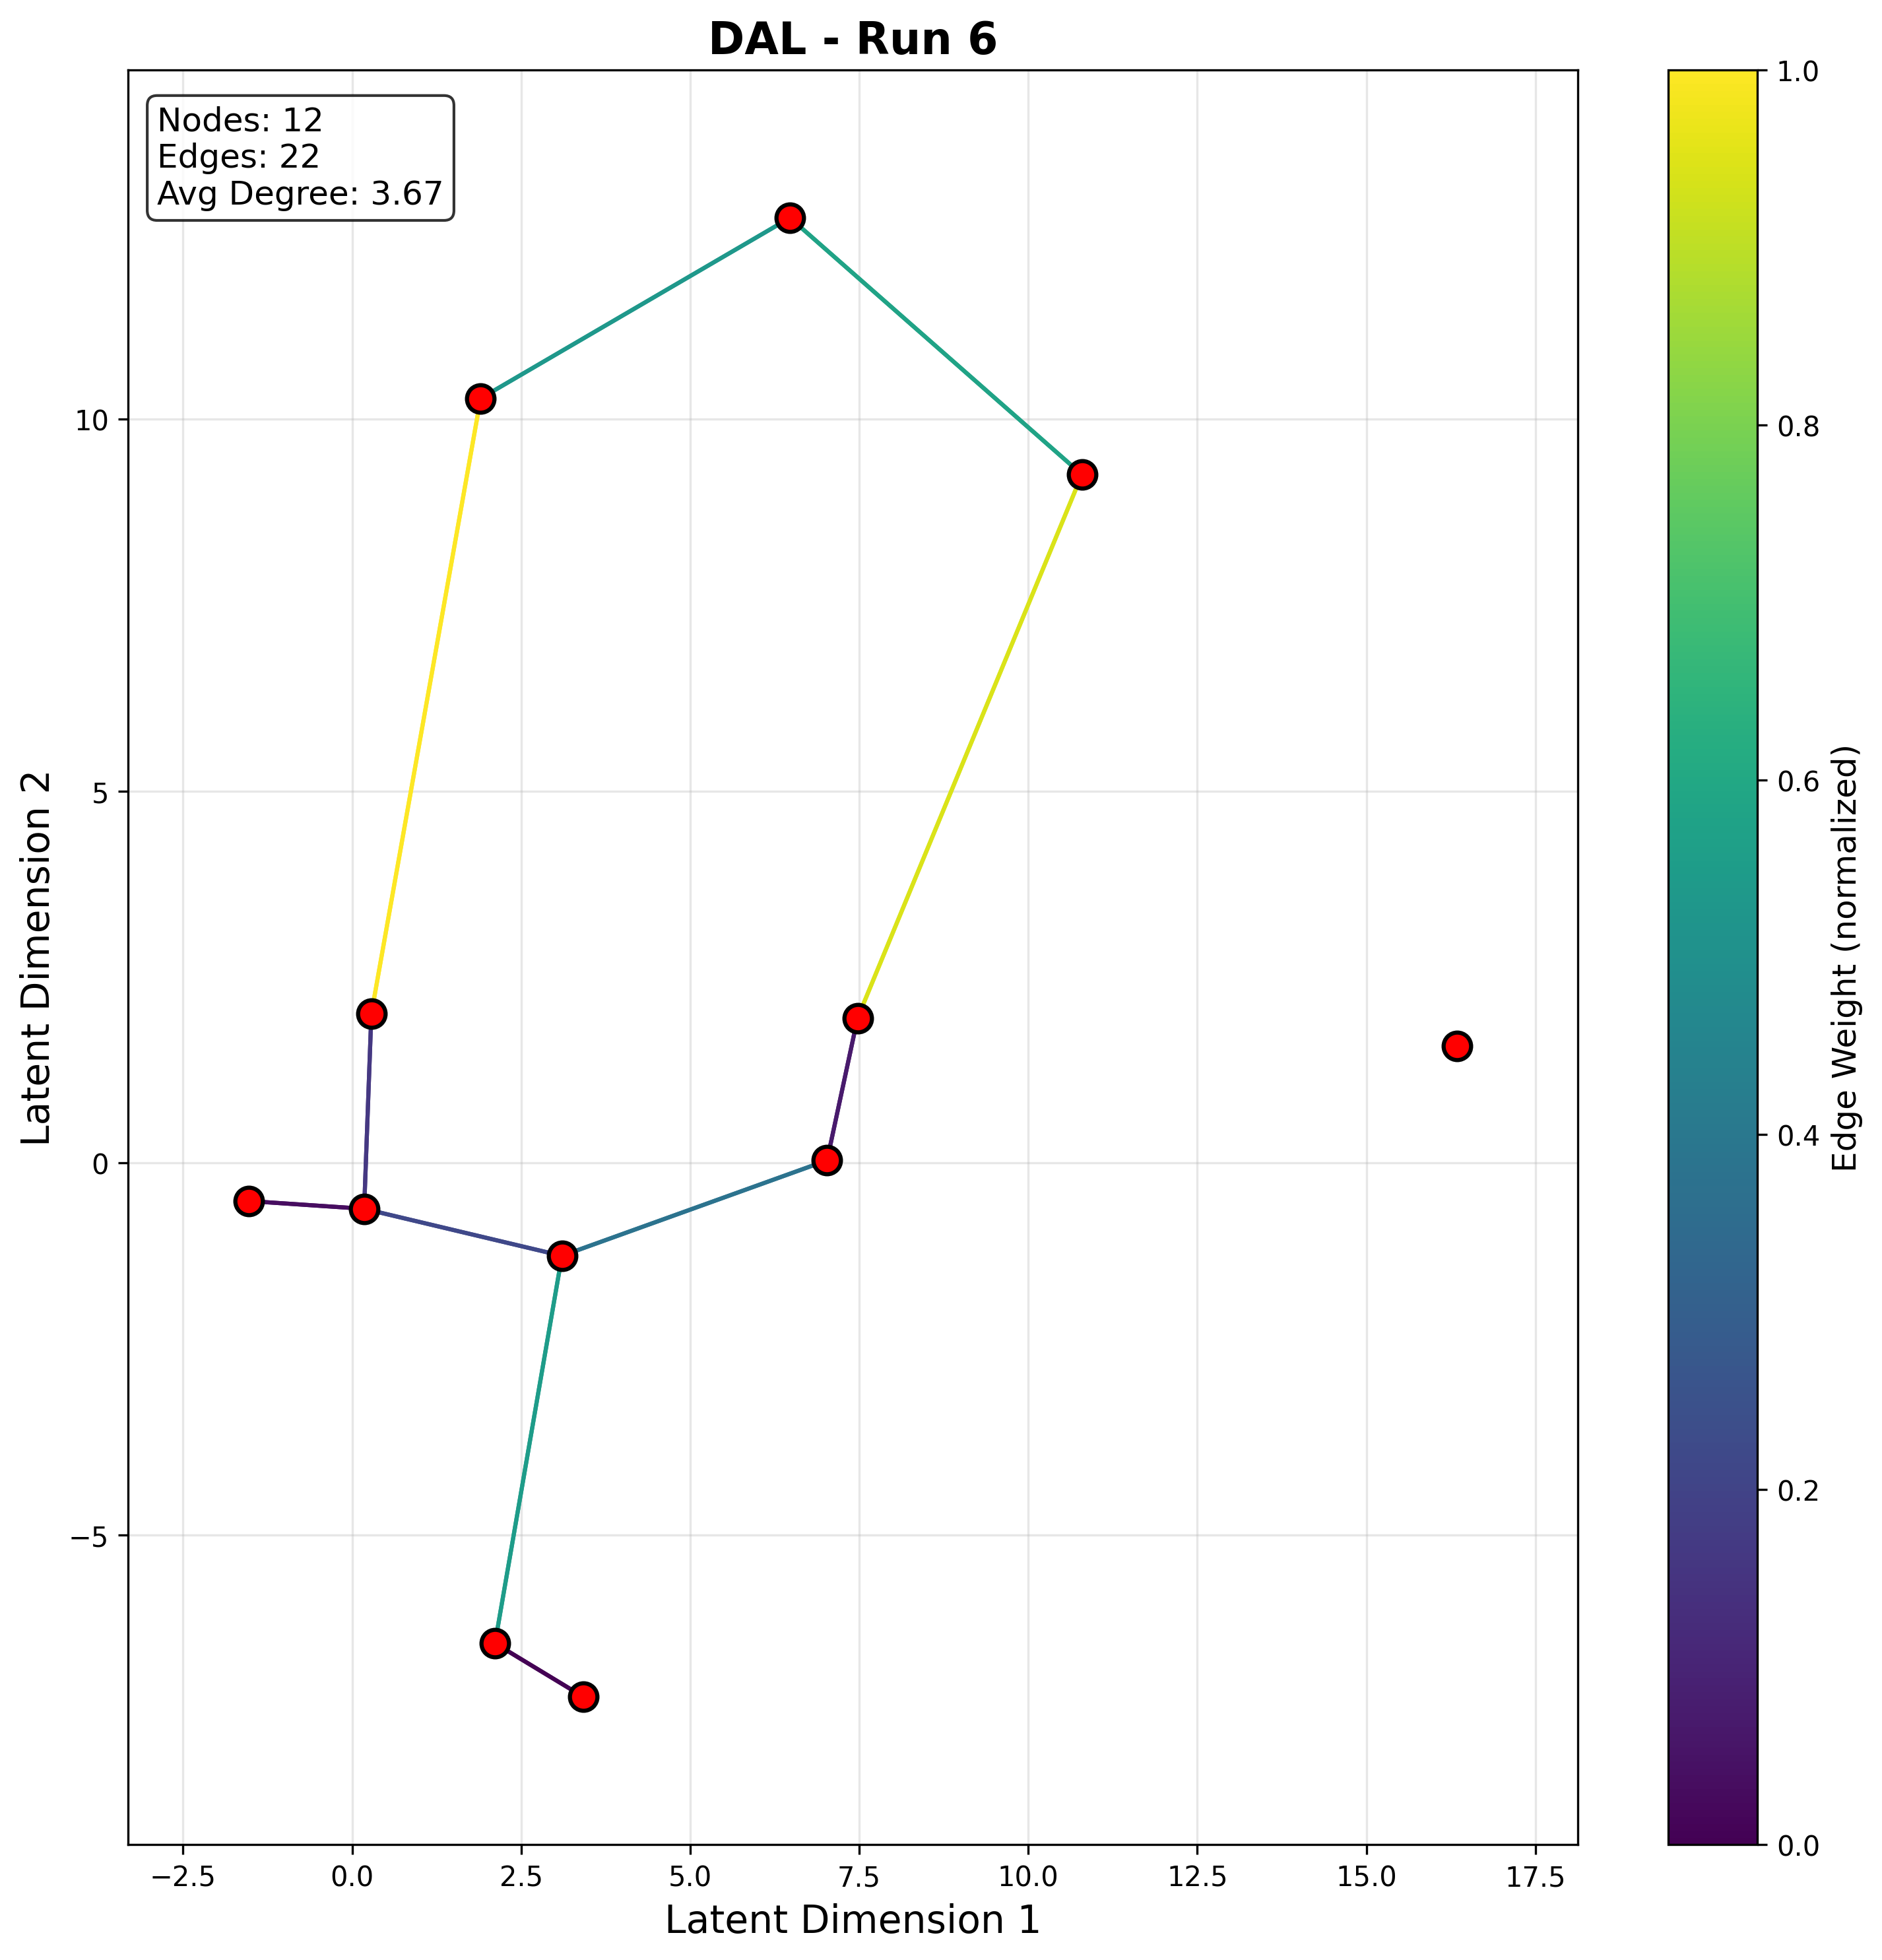 DAL - Run 6
Nodes: 12
Edges: 22
Avg Degree: 3.67
10
5
0
−5
Latent Dimension 2
−2.5 0.0 2.5 5.0 7.5 10.0 12.5 15.0 17.5
Latent Dimension 1
1.0
0.8
0.6
0.4
0.2
0.0
Edge Weight (normalized)